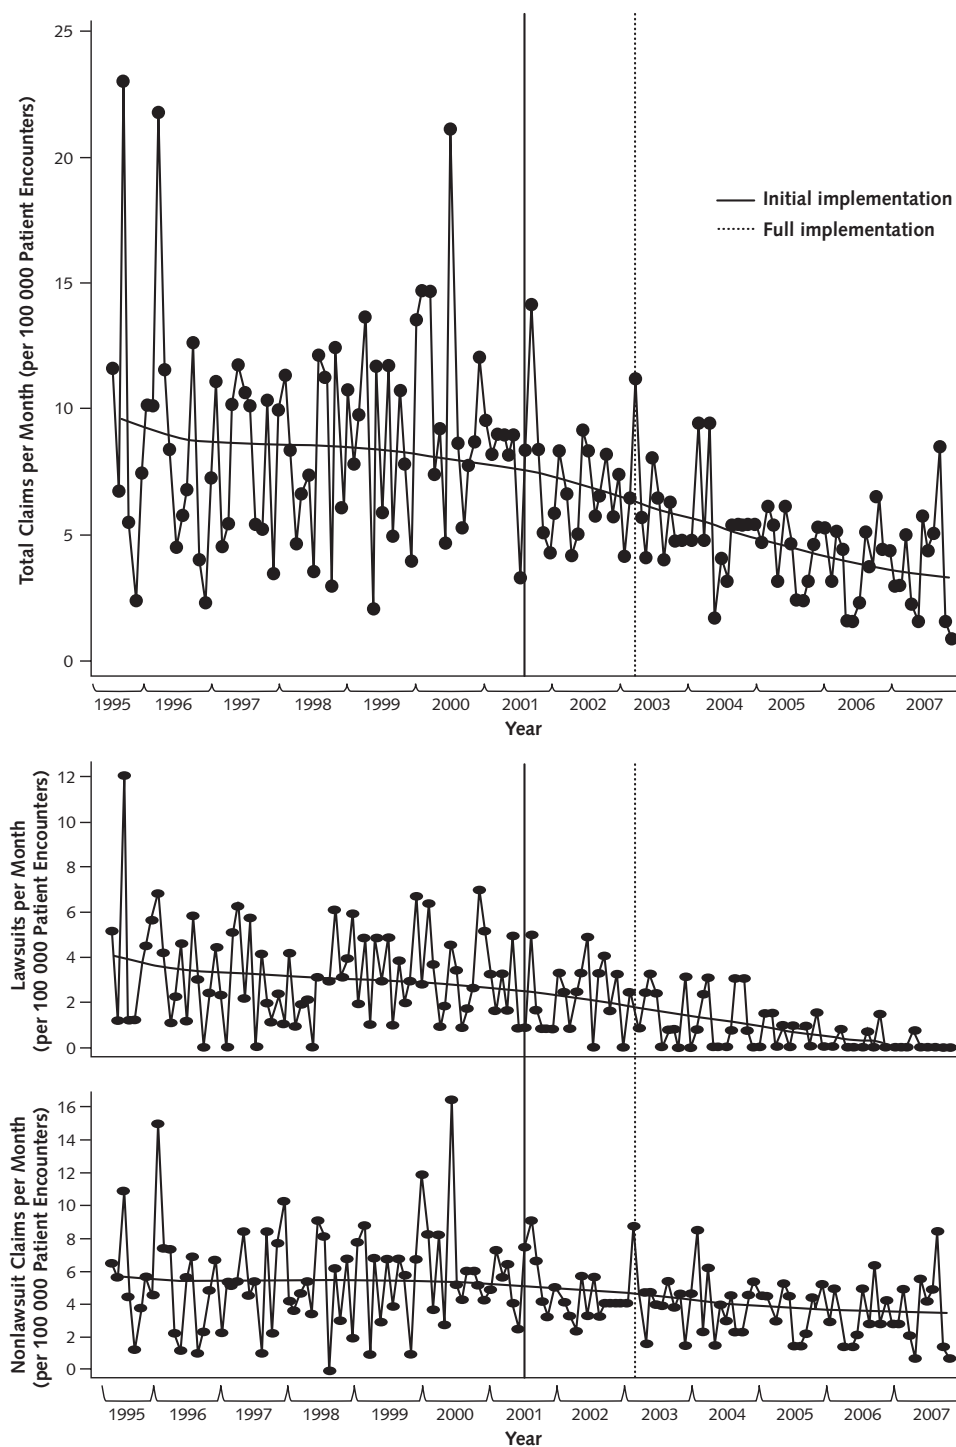 Total Claims per Month (per 100 000 Patient Encounters)
25
20
15
10
5
0
Initial implementation
Full implementation
1995 1996 1997 1998 1999 2000 2001 2002 2003 2004 2005 2006 2007
Year
Lawsuits per Month
(per 100 000 Patient Encounters)
12
10
8
6
4
2
0
Nonlawsuit Claims per Month
(per 100 000 Patient Encounters)
16
14
12
10
8
6
4
2
0
1995 1996 1997 1998 1999 2000 2001 2002 2003 2004 2005 2006 2007
Year